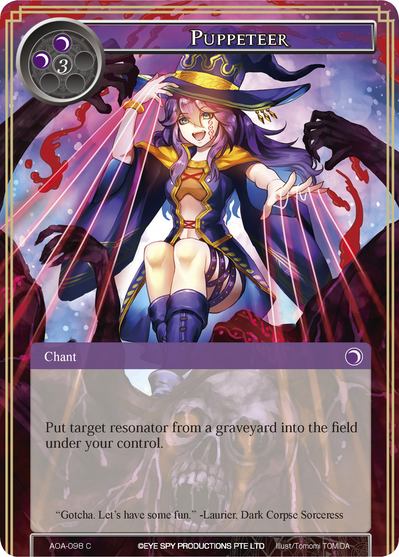 PUPPETEER
3
Chant
Put target resonator from a graveyard into the field
under your control.
"Gotcha. Let's have some fun." -Laurier, Dark Corpse Sorceress
AOA-098 C ©EYE SPY PRODUCTIONS PTE LTD Illust/Tomomi TOMIDA